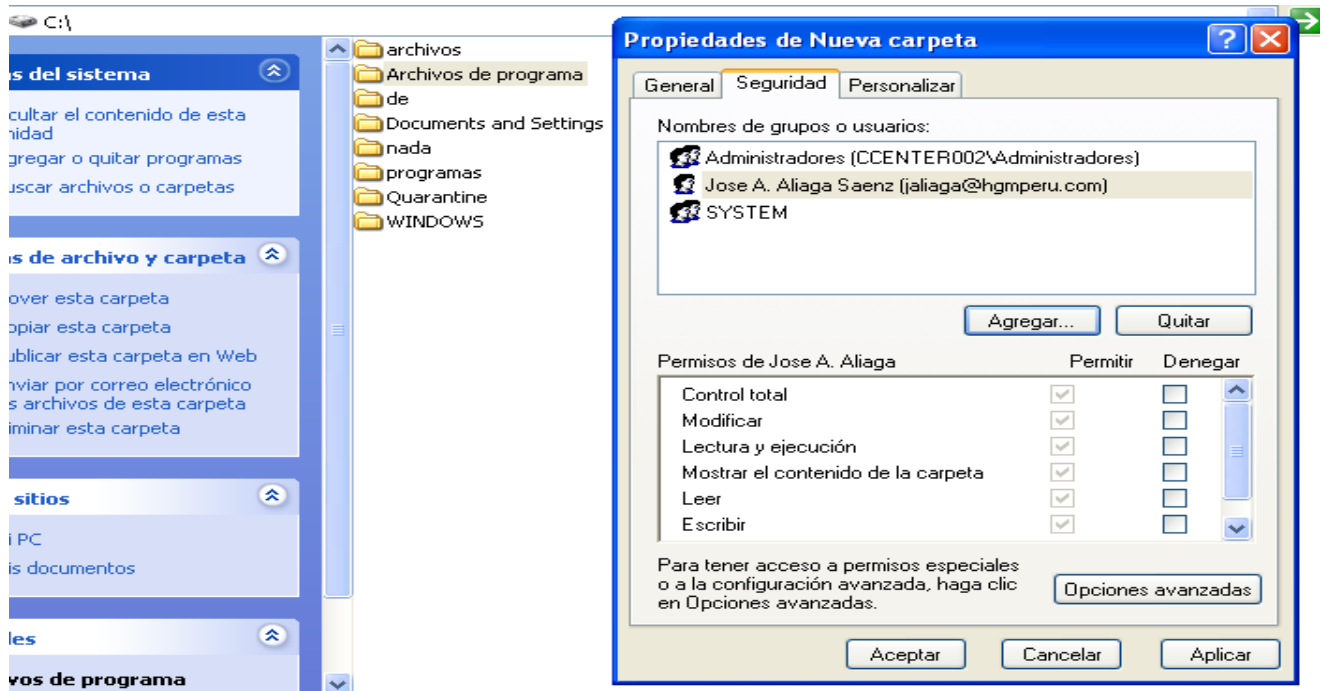 C:\
s del sistema
cultar el contenido de esta
nidad
gregar o quitar programas
uscar archivos o carpetas
s de archivo y carpeta
over esta carpeta
opiar esta carpeta
ublicar esta carpeta en Web
nviar por correo electrónico
s archivos de esta carpeta
iminar esta carpeta
sitios
i PC
is documentos
les
vos de programa
archivos
Archivos de programa
de
Documents and Settings
nada
programas
Quarantine
WINDOWS
Propiedades de Nueva carpeta
General Seguridad Personalizar
Nombres de grupos o usuarios:
Administradores (CCENTER002\Administradores)
Jose A. Aliaga Saenz (jaliaga@hgmperu.com)
SYSTEM
Agregar... Quitar
Permisos de Jose A. Aliaga Permitir Denegar
Control total
Modificar
Lectura y ejecución
Mostrar el contenido de la carpeta
Leer
Escribir
Para tener acceso a permisos especiales
o a la configuración avanzada, haga clic
en Opciones avanzadas.
Opciones avanzadas
Aceptar Cancelar Aplicar